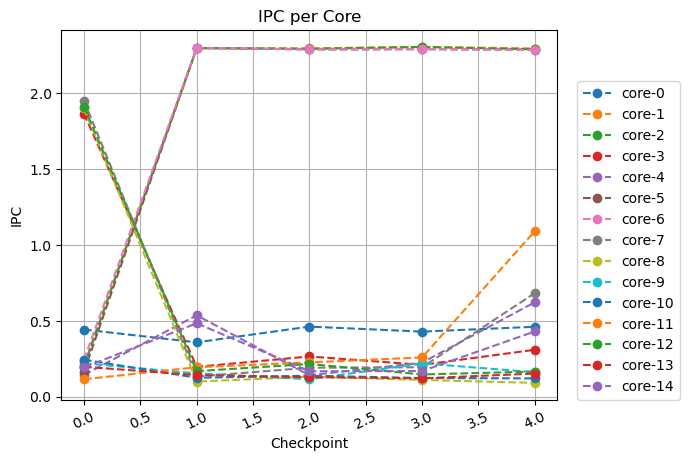 IPC per Core
IPC
2.0
1.5
1.0
0.5
0.0
0.0
0.5
1.0
1.5
2.0
2.5
3.0
3.5
4.0
Checkpoint
core-0
core-1
core-2
core-3
core-4
core-5
core-6
core-7
core-8
core-9
core-10
core-11
core-12
core-13
core-14